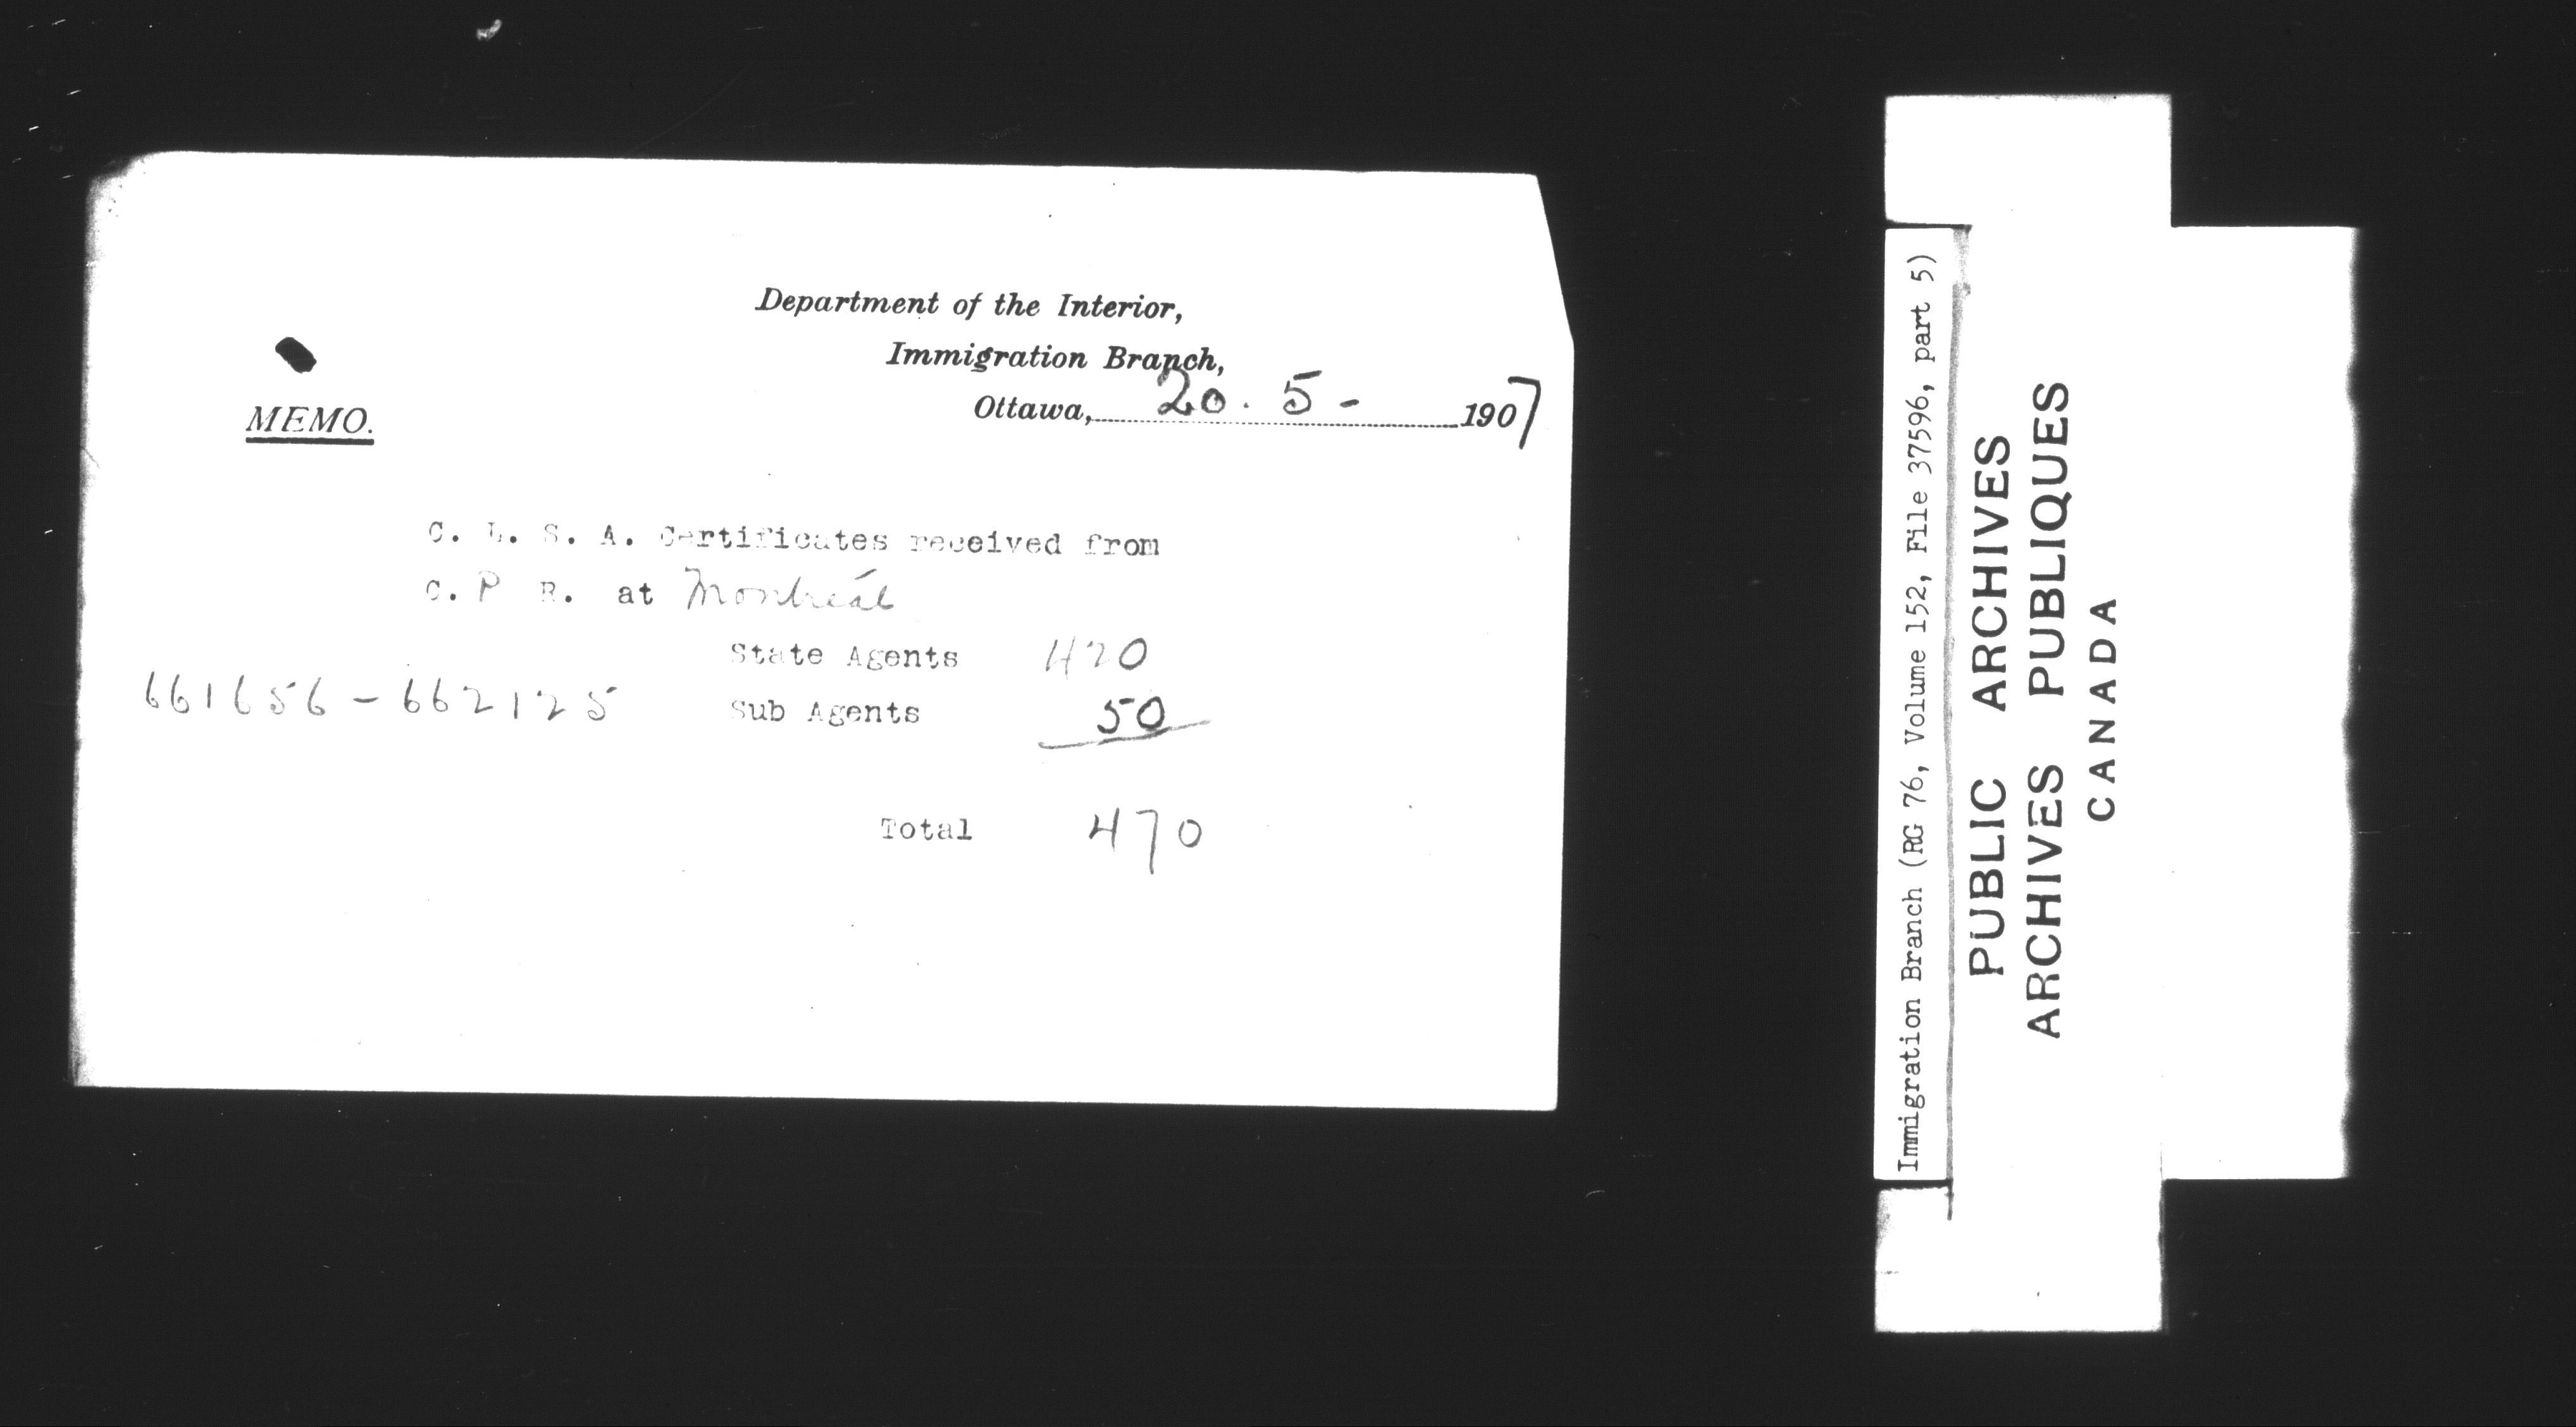 Department of the Interior,
Immigration Branch,
Ottawa, 20. 5 - 1907
MEMO.
C. L. S. A. Certificates received from
C. P R. at Montreal
State Agents 420
661656 - 662125 Sub Agents 50
Total 470
Immigration Branch (RG 76, Volume 152, File 37596, part 5)
PUBLIC ARCHIVES
ARCHIVES PUBLIQUES
CANADA